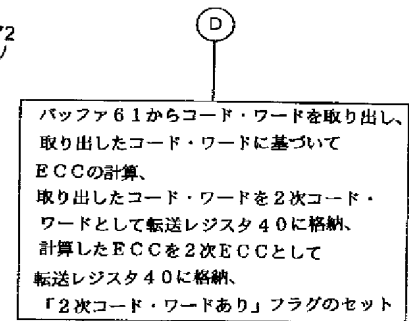 2
D
バッファ61からコード・ワードを取り出し、
取り出したコード・ワードに基づいて
ECCの計算、
取り出したコード・ワードを2次コード・
ワードとして転送レジスタ40に格納、
計算したECCを2次ECCとして
転送レジスタ40に格納、
「2次コード・ワードあり」フラグのセット